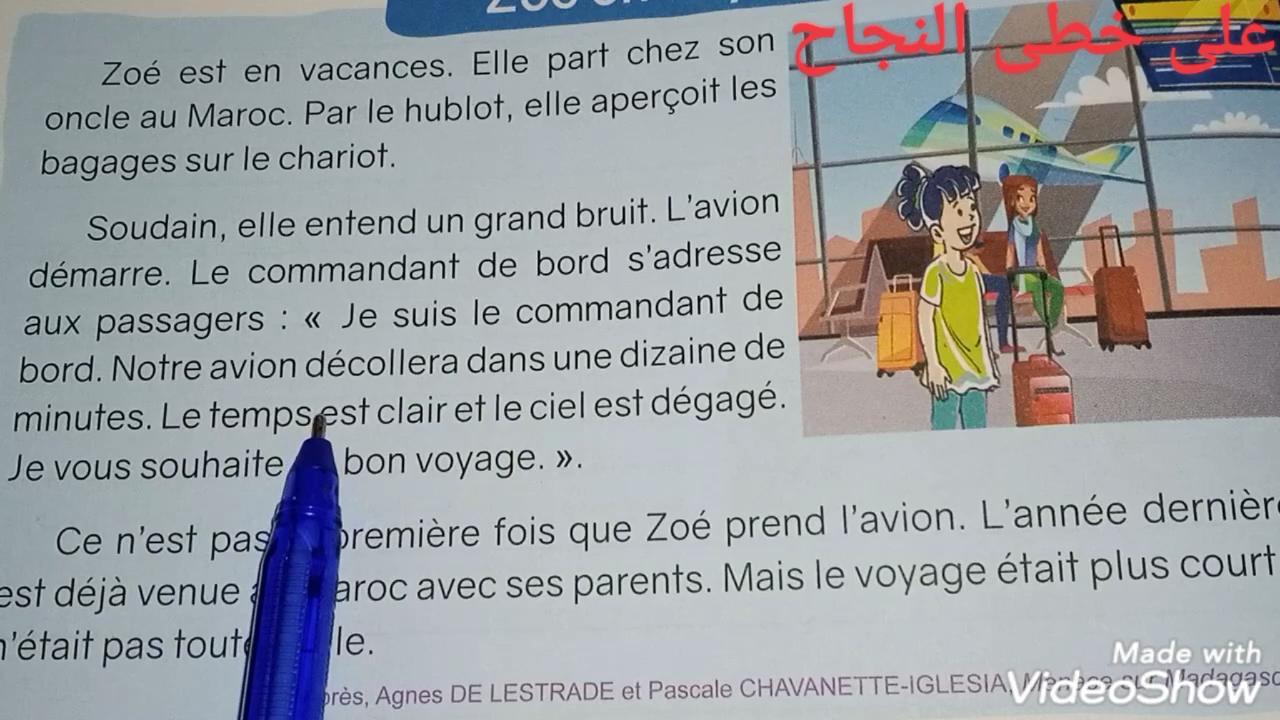 على خطى النجاح
Zoé est en vacances. Elle part chez son
oncle au Maroc. Par le hublot, elle aperçoit les
bagages sur le chariot.
Soudain, elle entend un grand bruit. L'avion
démarre. Le commandant de bord s'adresse
aux passagers : « Je suis le commandant de
bord. Notre avion décollera dans une dizaine de
minutes. Le temps est clair et le ciel est dégagé.
Je vous souhaite bon voyage. ».
Ce n'est pas première fois que Zoé prend l'avion. L'année dernière
est déjà venue aroc avec ses parents. Mais le voyage était plus court
n'était pas toute le.
près, Agnes DE LESTRADE et Pascale CHAVANETTE-IGLESIA
Made with
VideoShow